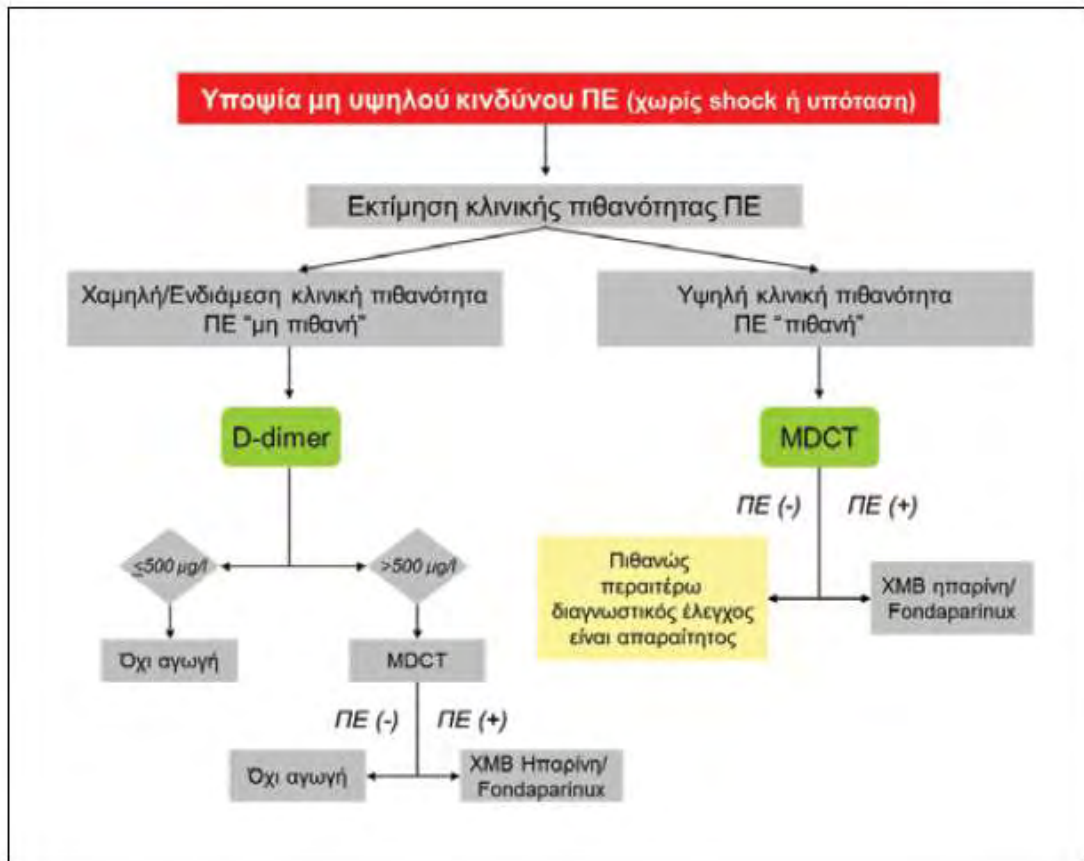 Υποψία μη υψηλού κινδύνου ΠΕ (χωρίς shock ή υπόταση)
Εκτίμηση κλινικής πιθανότητας ΠΕ
Χαμηλή/Ενδιάμεση κλινική πιθανότητα
ΠΕ "μη πιθανή"
Υψηλή κλινική πιθανότητα
ΠΕ "πιθανή"
D-dimer
MDCT
ΠΕ (-)
ΠΕ (+)
≤500 μg/l
>500 μg/l
Πιθανώς
περαιτέρω
διαγνωστικός έλεγχος
είναι απαραίτητος
ΧΜΒ ηπαρίνη/
Fondaparinux
Όχι αγωγή
MDCT
ΠΕ (-)
ΠΕ (+)
Όχι αγωγή
ΧΜΒ Ηπαρίνη/
Fondaparinux